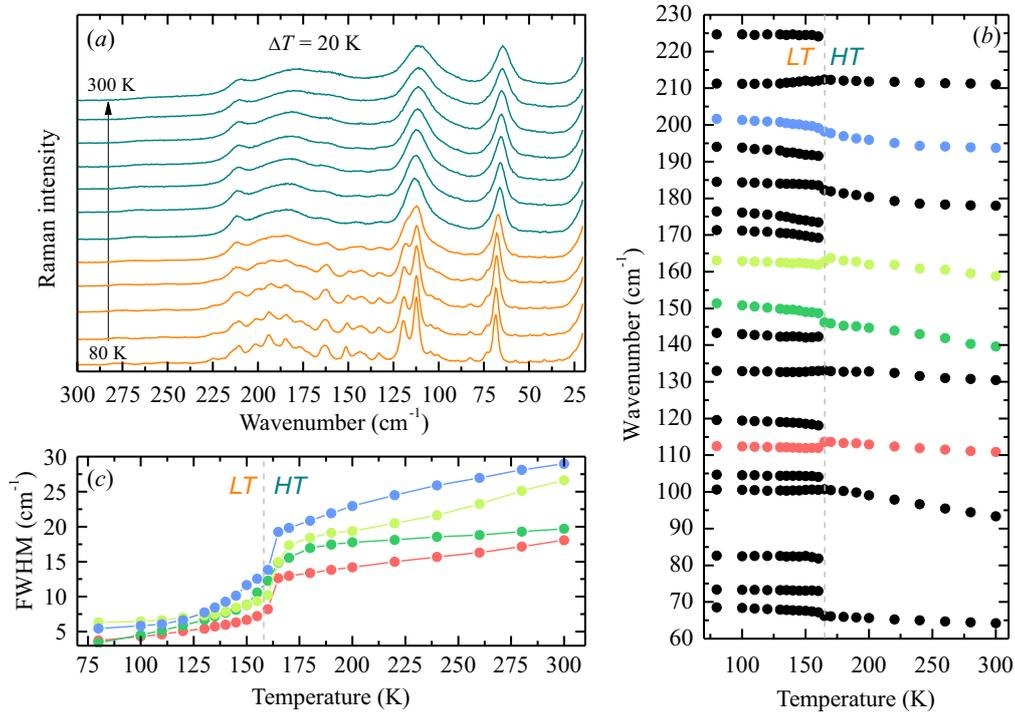 (a)
ΔT = 20 K
300 K
80 K
Raman intensity
300 275 250 225 200 175 150 125 100 75 50 25
Wavenumber (cm⁻¹)
(b)
LT HT
230
220
210
200
190
180
170
160
150
140
130
120
110
100
90
80
70
60
Wavenumber (cm⁻¹)
100 150 200 250 300
Temperature (K)
(c)
LT HT
30
25
20
15
10
5
FWHM (cm⁻¹)
75 100 125 150 175 200 225 250 275 300
Temperature (K)